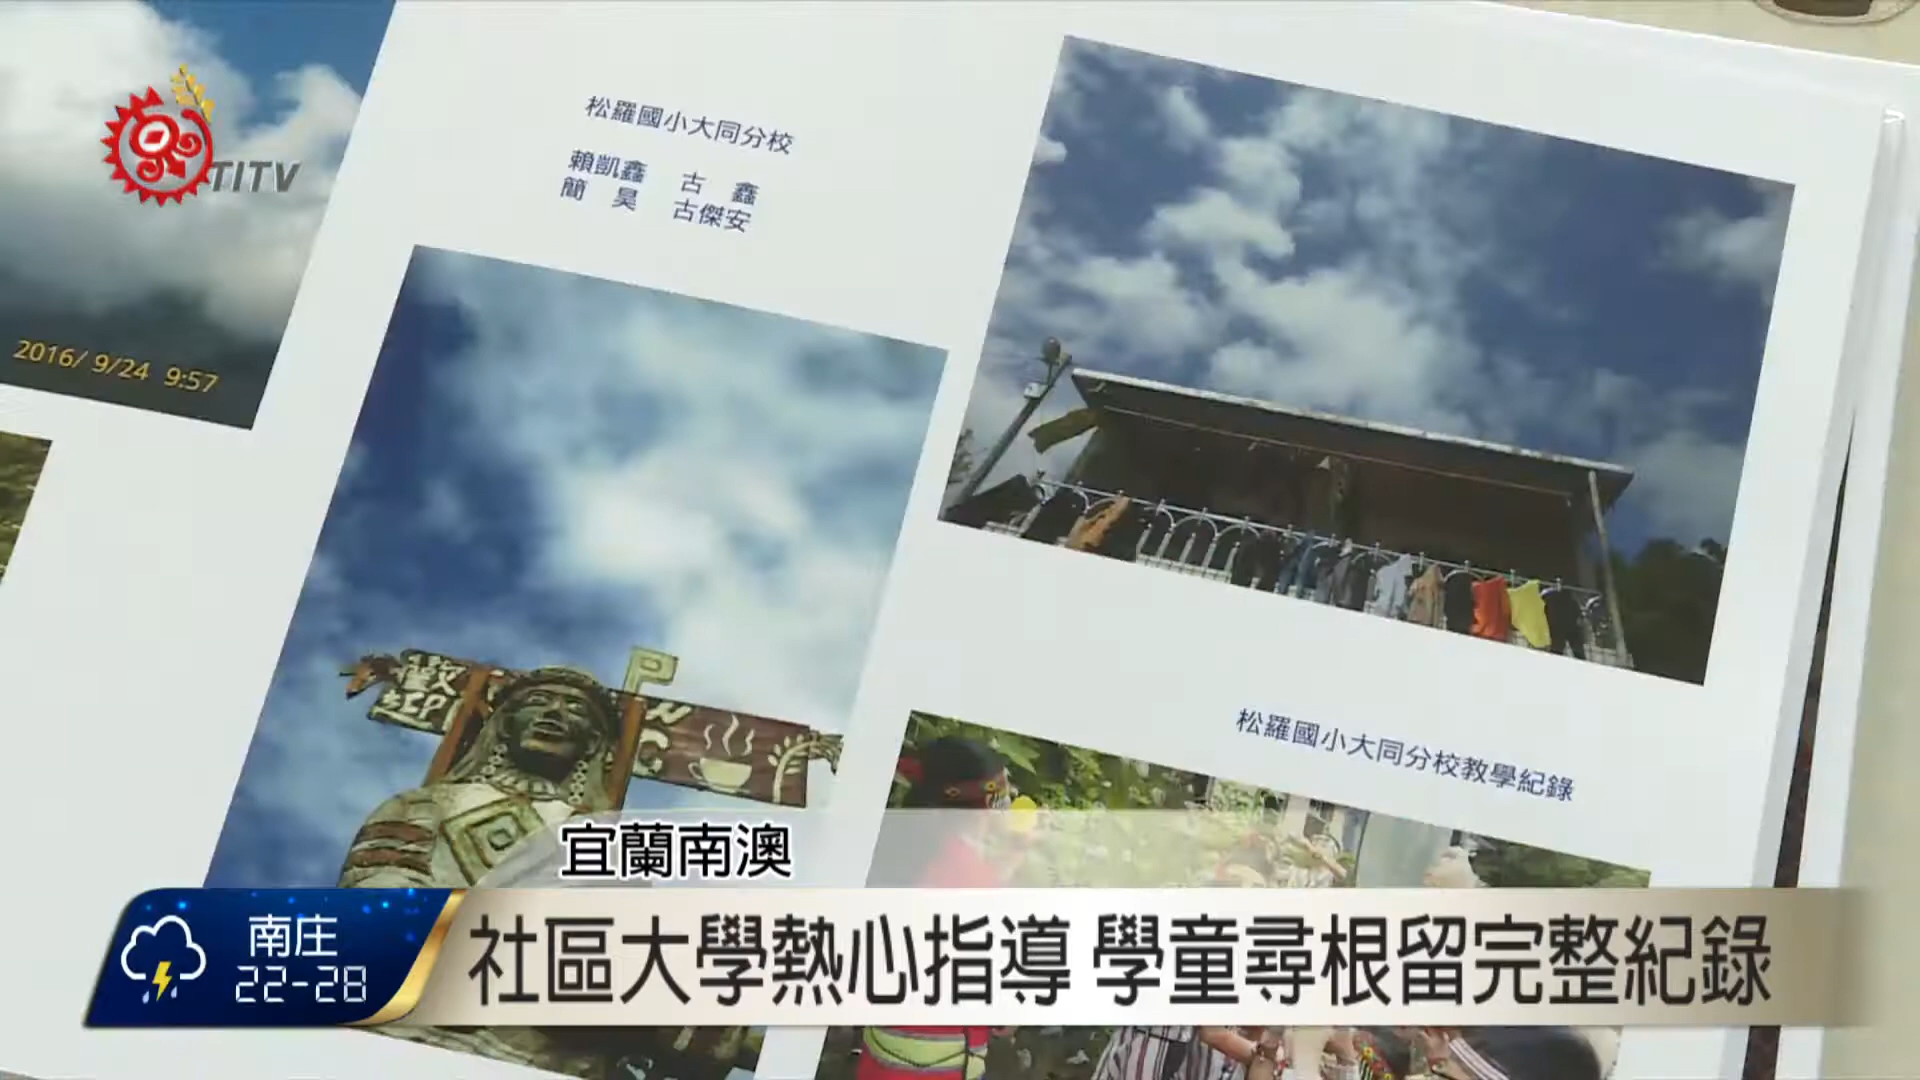 TITV
松羅國小大同分校
賴凱鑫 古 鑫
簡 昊 古傑安
2016/ 9/24 9:57
歡迎
P
松羅國小大同分校教學紀錄
宜蘭南澳
南庄
22-28
社區大學熱心指導 學童尋根留完整紀錄